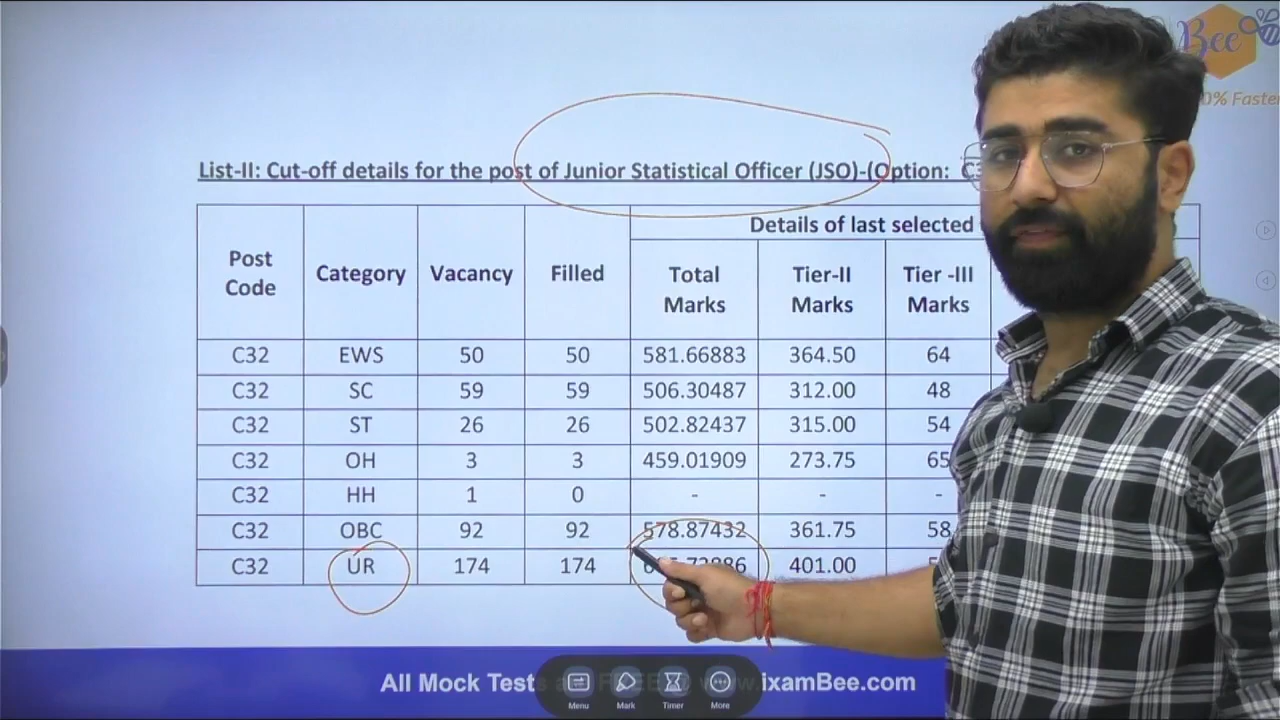 Bee
0% Faster
List-II: Cut-off details for the post of Junior Statistical Officer (JSO)-(Option:
Details of last selected
Post Code Category Vacancy Filled Total Marks Tier-II Marks Tier -III Marks
C32 EWS 50 50 581.66883 364.50 64
C32 SC 59 59 506.30487 312.00 48
C32 ST 26 26 502.82437 315.00 54
C32 OH 3 3 459.01909 273.75 65
C32 HH 1 0 - - -
C32 OBC 92 92 578.87432 361.75 58
C32 UR 174 174 401.00
All Mock Tests ixamBee.com
Menu Mark Timer More